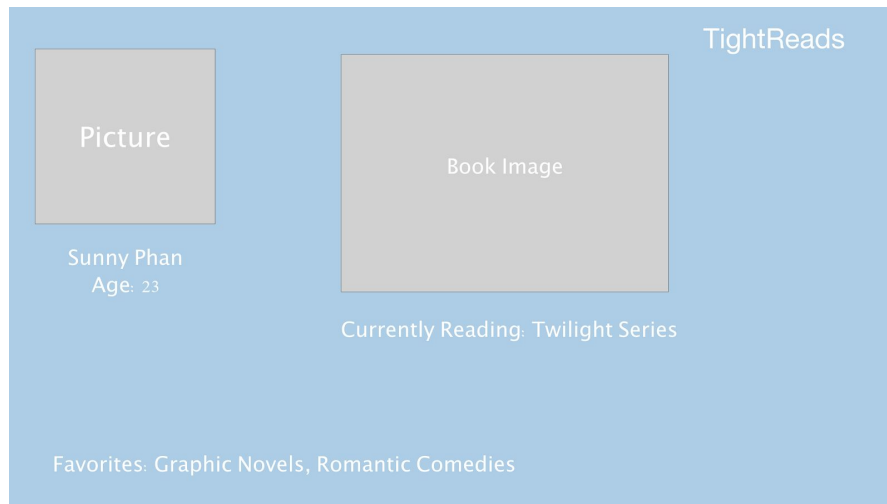 TightReads
Picture
Book Image
Sunny Phan
Age: 23
Currently Reading: Twilight Series
Favorites: Graphic Novels, Romantic Comedies